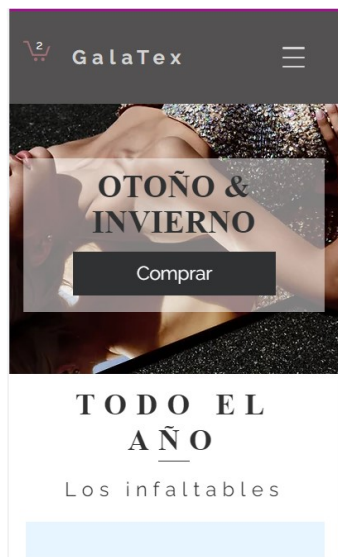 2
GalaTex
OTOÑO &
INVIERNO
Comprar
TODO EL
AÑO
Los infaltables